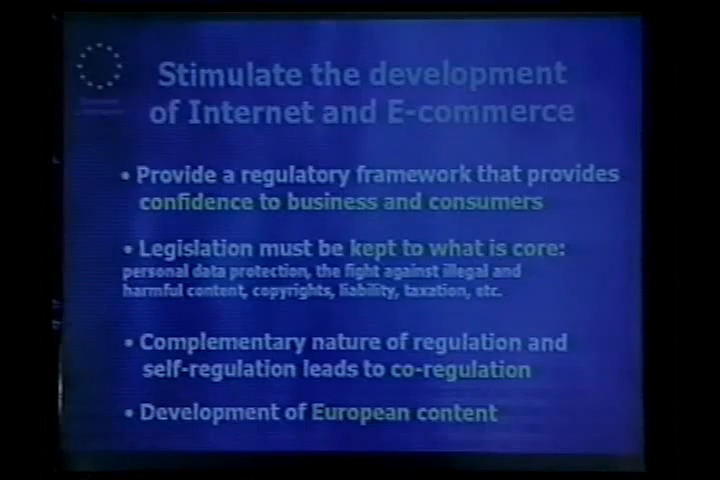 Stimulate the development
of Internet and E-commerce
• Provide a regulatory framework that provides
confidence to business and consumers
• Legislation must be kept to what is core:
personal data protection, the fight against illegal and
harmful content, copyrights, liability, taxation, etc.
• Complementary nature of regulation and
self-regulation leads to co-regulation
• Development of European content